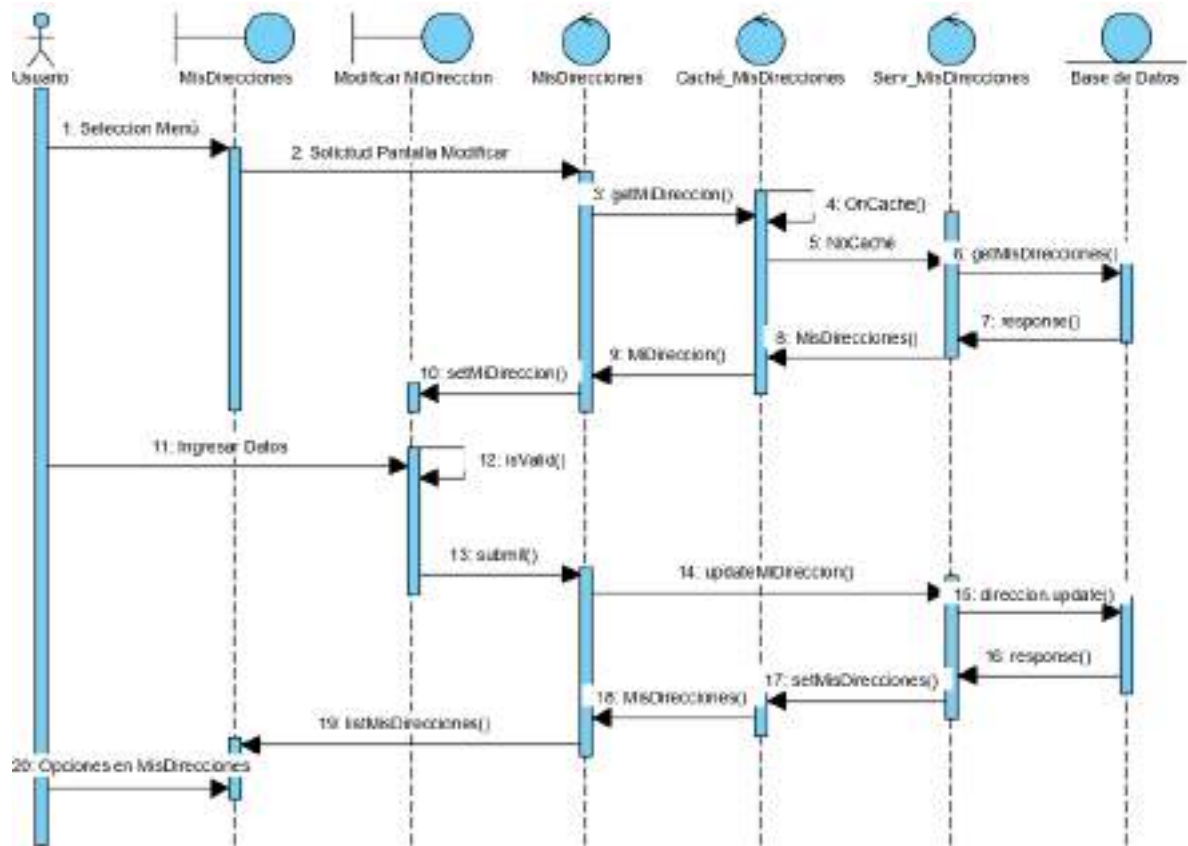 Usuario
MisDirecciones
Modificar MiDireccion
MisDirecciones
Caché_MisDirecciones
Serv_MisDirecciones
Base de Datos
1: Seleccion Menú
2: Solicitud Pantalla Modificar
3: getMiDireccion()
4: OnCache()
5: NoCaché
6: getMisDirecciones()
7: response()
8: MisDirecciones()
9: MiDireccion()
10: setMiDireccion()
11: Ingresar Datos
12: isValid()
13: submit()
14: updateMiDireccion()
15: direccion.update()
16: response()
17: setMisDirecciones()
18: MisDirecciones()
19: listMisDirecciones()
20: Opciones en MisDirecciones